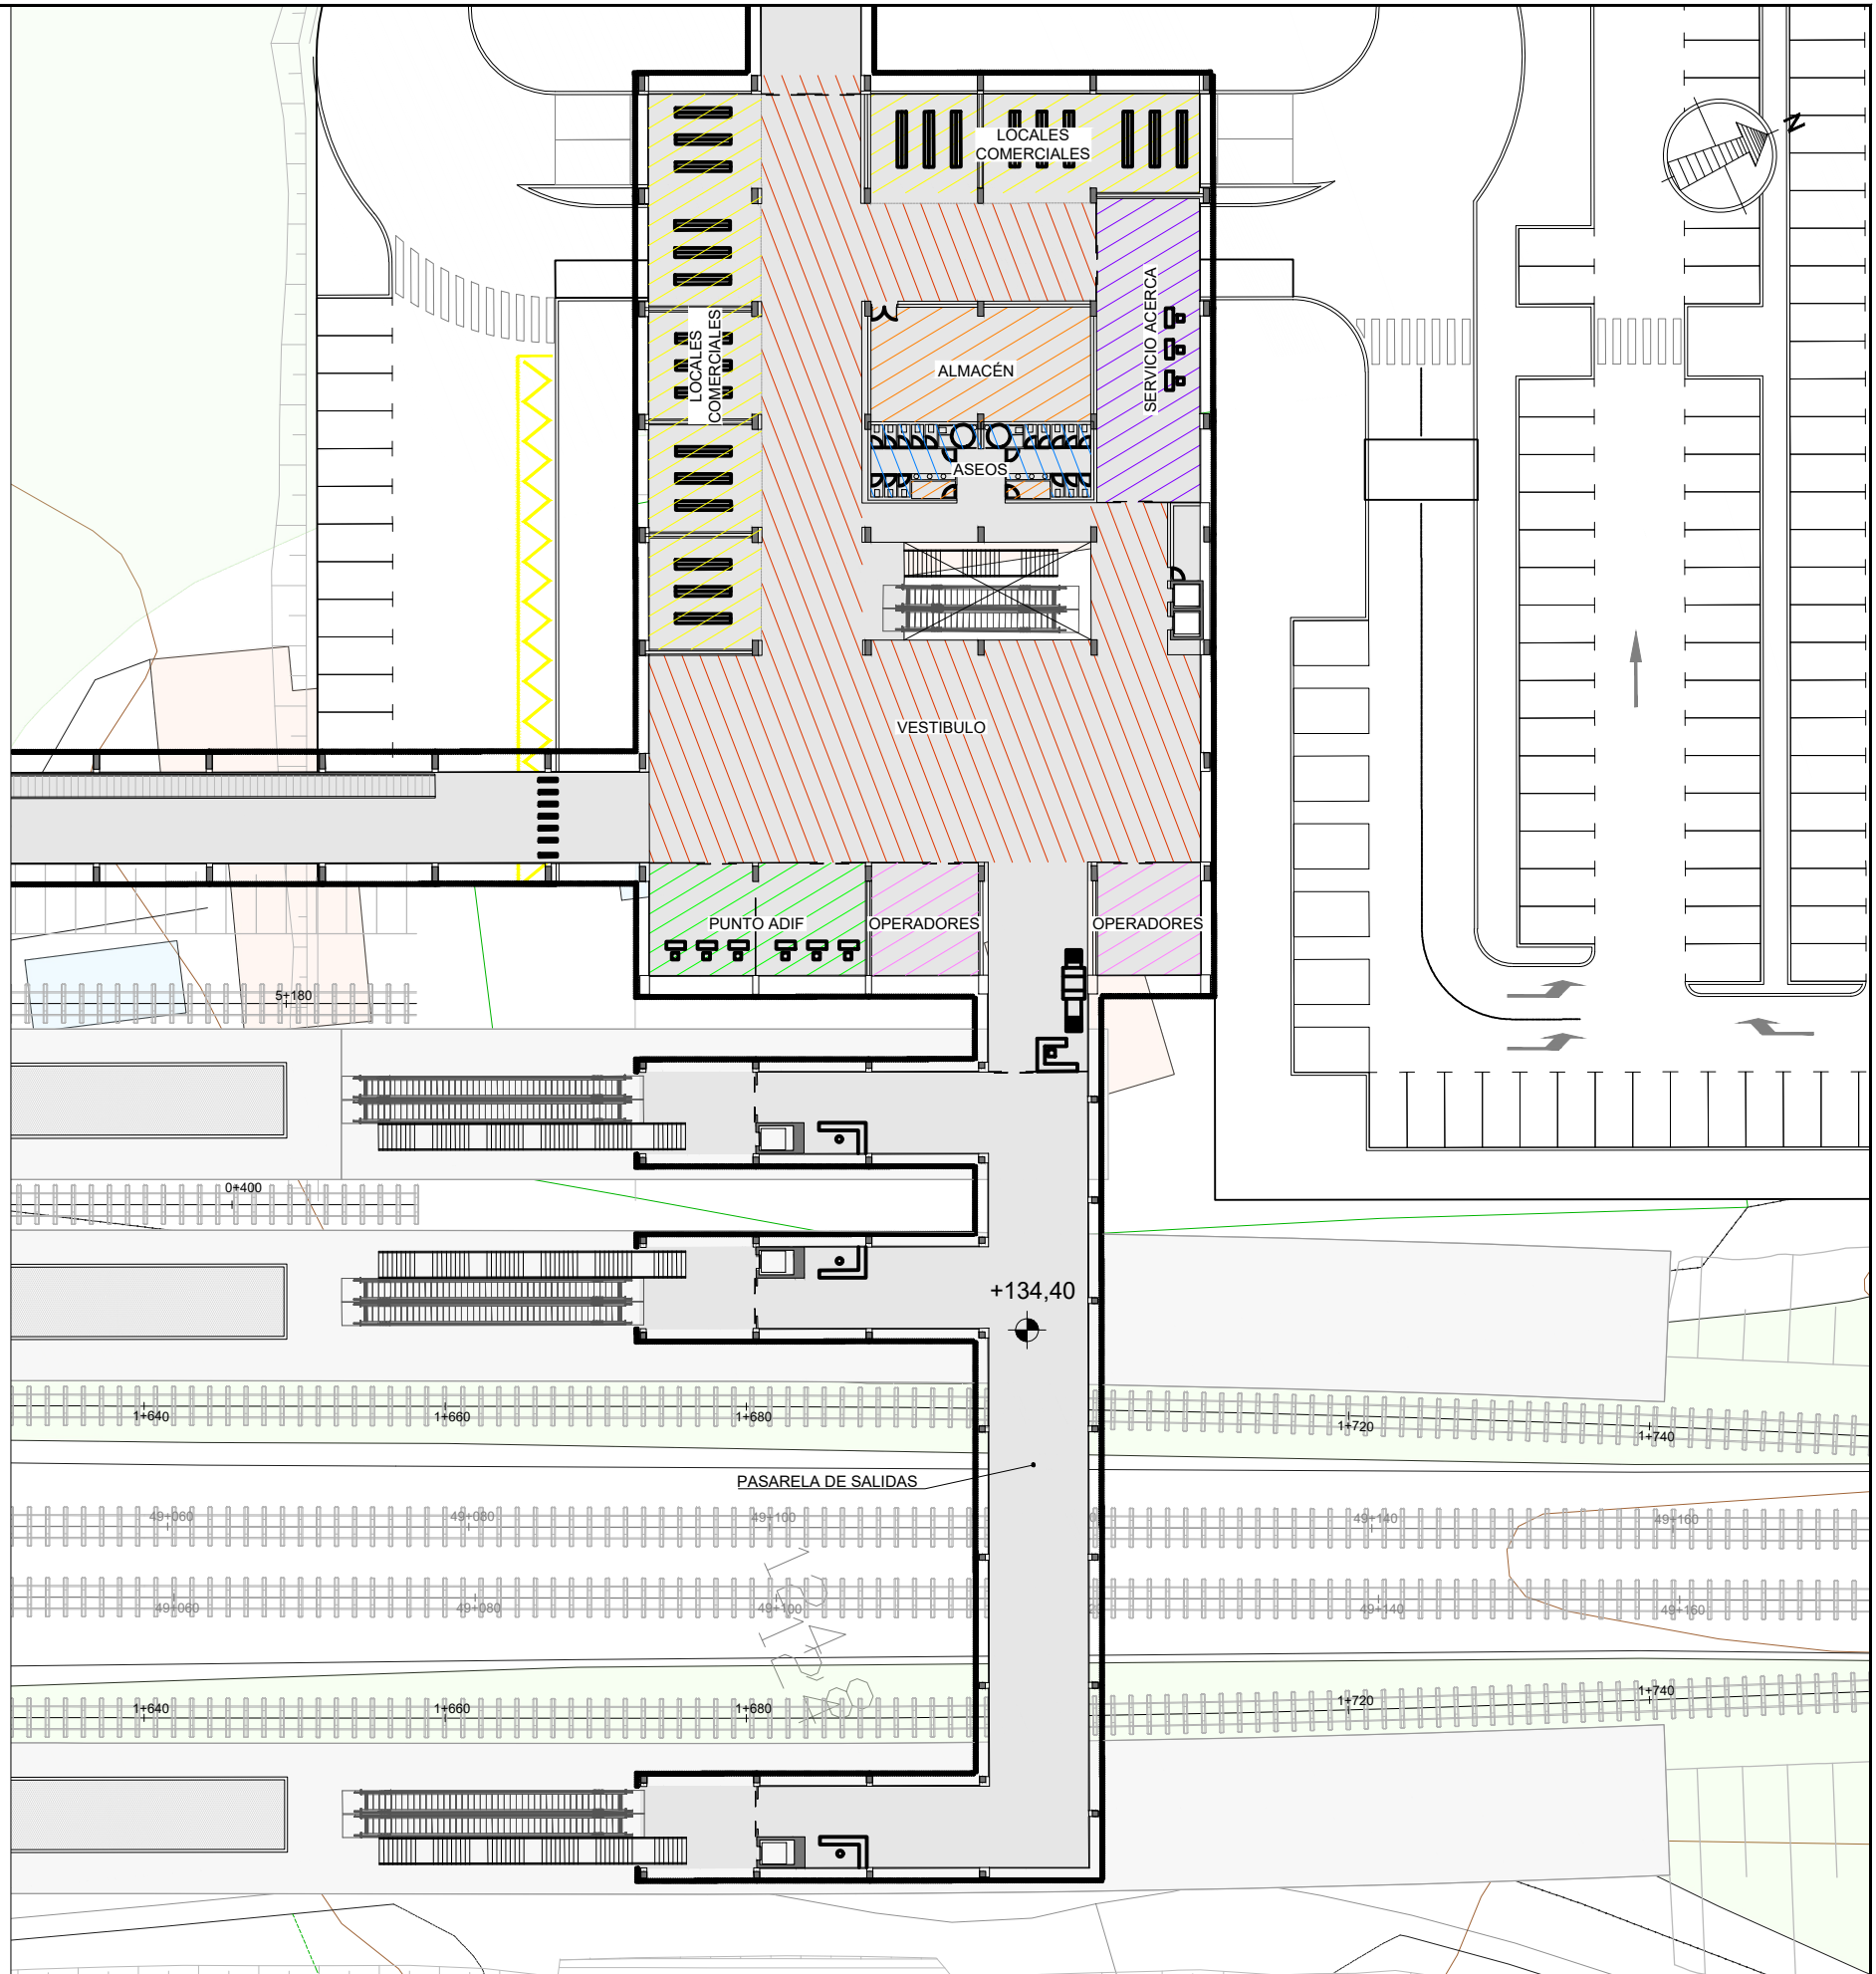 N
LOCALES
COMERCIALES
LOCALES
COMERCIALES
SERVICIO ACERCA
ALMACÉN
ASEOS
VESTIBULO
PUNTO ADIF
OPERADORES
OPERADORES
5+180
0+400
+134,40
1+640
1+660
1+680
1+720
1+740
PASARELA DE SALIDAS
49+060
49+080
49+100
49+140
49+160
49+060
49+080
49+100
49+140
49+160
1+640
1+660
1+680
1+720
1+740